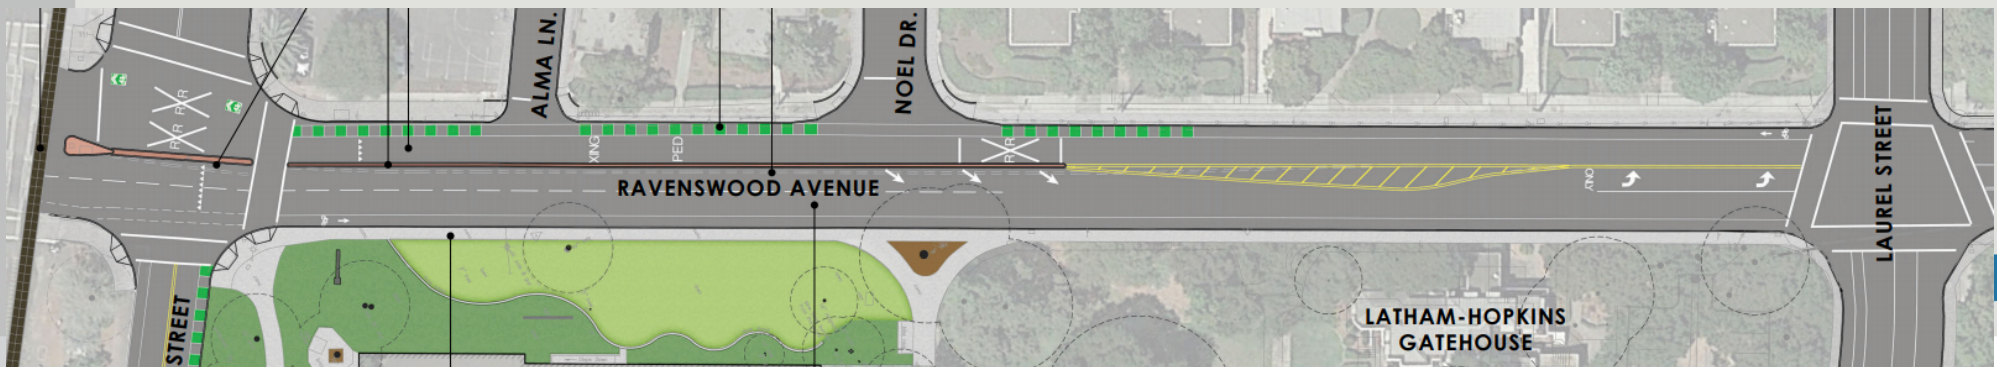 ALMA LN.
NOEL DR.
R R
R R
XING
PED
R R
RAVENSWOOD AVENUE
ONLY
LAUREL STREET
STREET
LATHAM-HOPKINS
GATEHOUSE